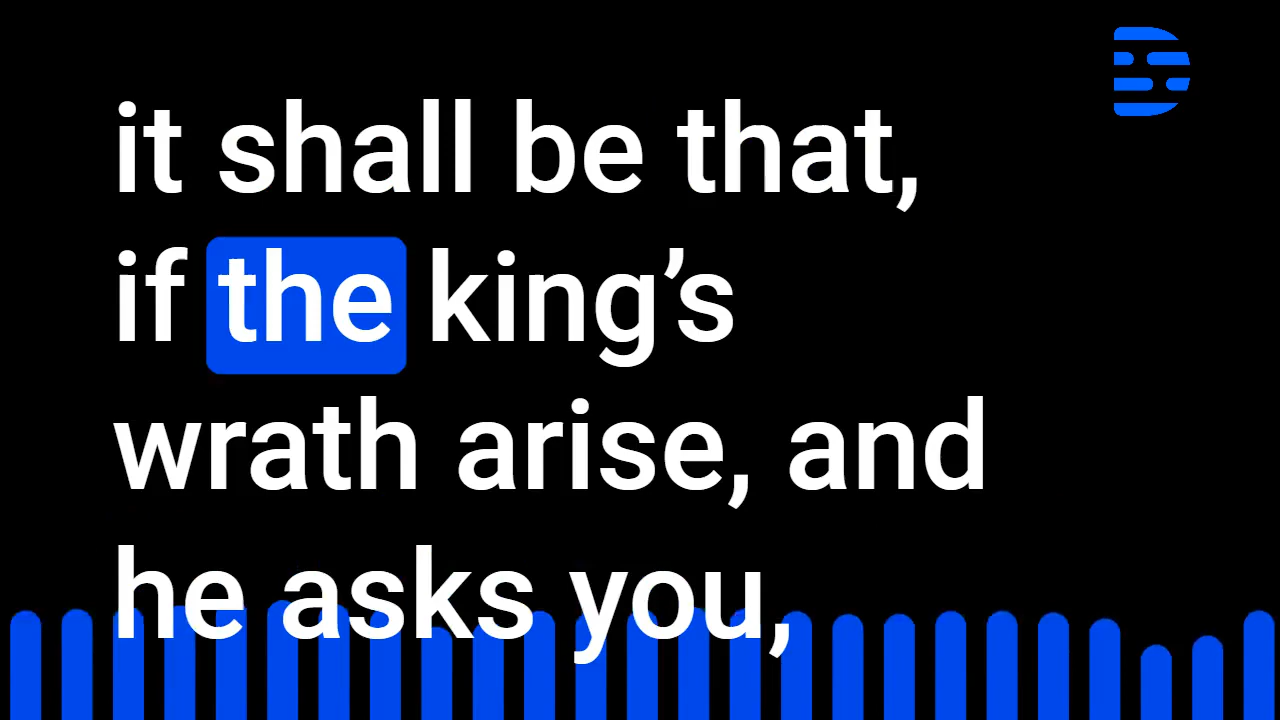 it shall be that,
if the king’s
wrath arise, and
he asks you,